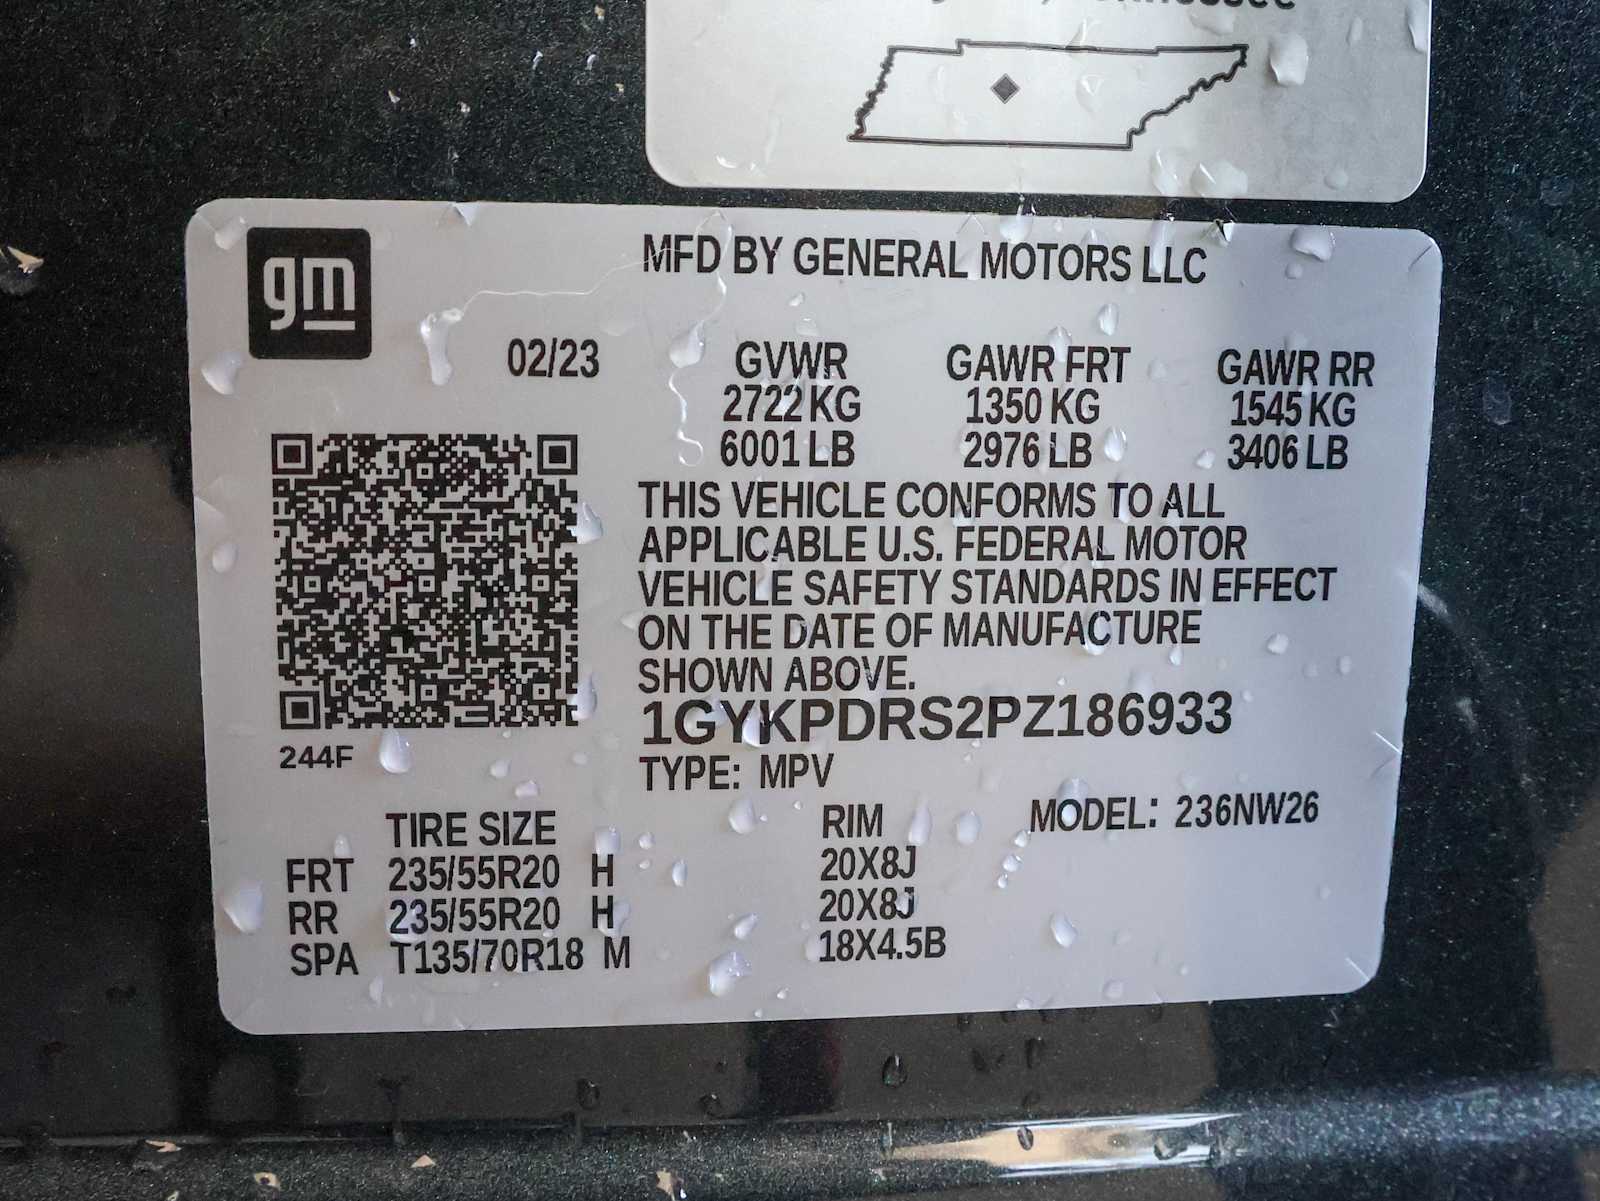 gm
MFD BY GENERAL MOTORS LLC
02/23 GVWR GAWR FRT GAWR RR
2722 KG 1350 KG 1545 KG
6001 LB 2976 LB 3406 LB
THIS VEHICLE CONFORMS TO ALL
APPLICABLE U.S. FEDERAL MOTOR
VEHICLE SAFETY STANDARDS IN EFFECT
ON THE DATE OF MANUFACTURE
SHOWN ABOVE.
1GYKPDRS2PZ186933
244F
TYPE: MPV
TIRE SIZE RIM MODEL: 236NW26
FRT 235/55R20 H 20X8J
RR 235/55R20 H 20X8J
SPA T135/70R18 M 18X4.5B